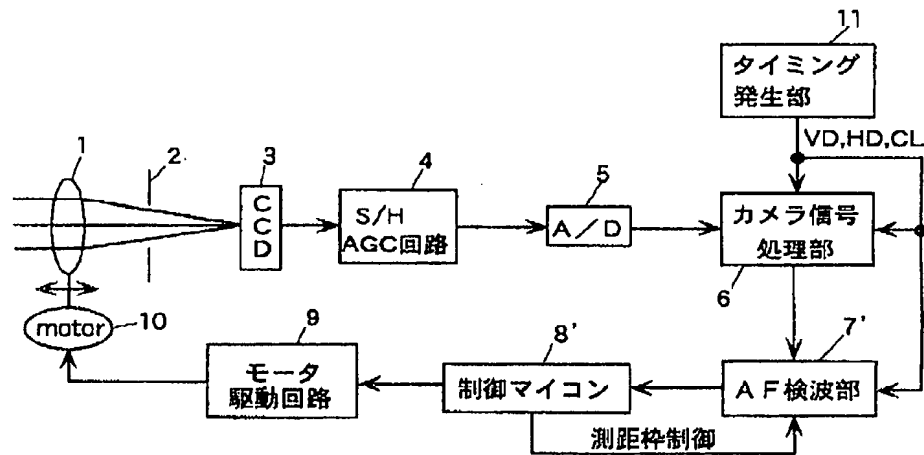 11
タイミング
発生部
VD,HD,CL
1
2
3
CCD
4
S/H
AGC回路
5
A/D
カメラ信号
処理部
6
motor
10
9
モータ
駆動回路
8'
制御マイコン
7'
AF検波部
測距枠制御